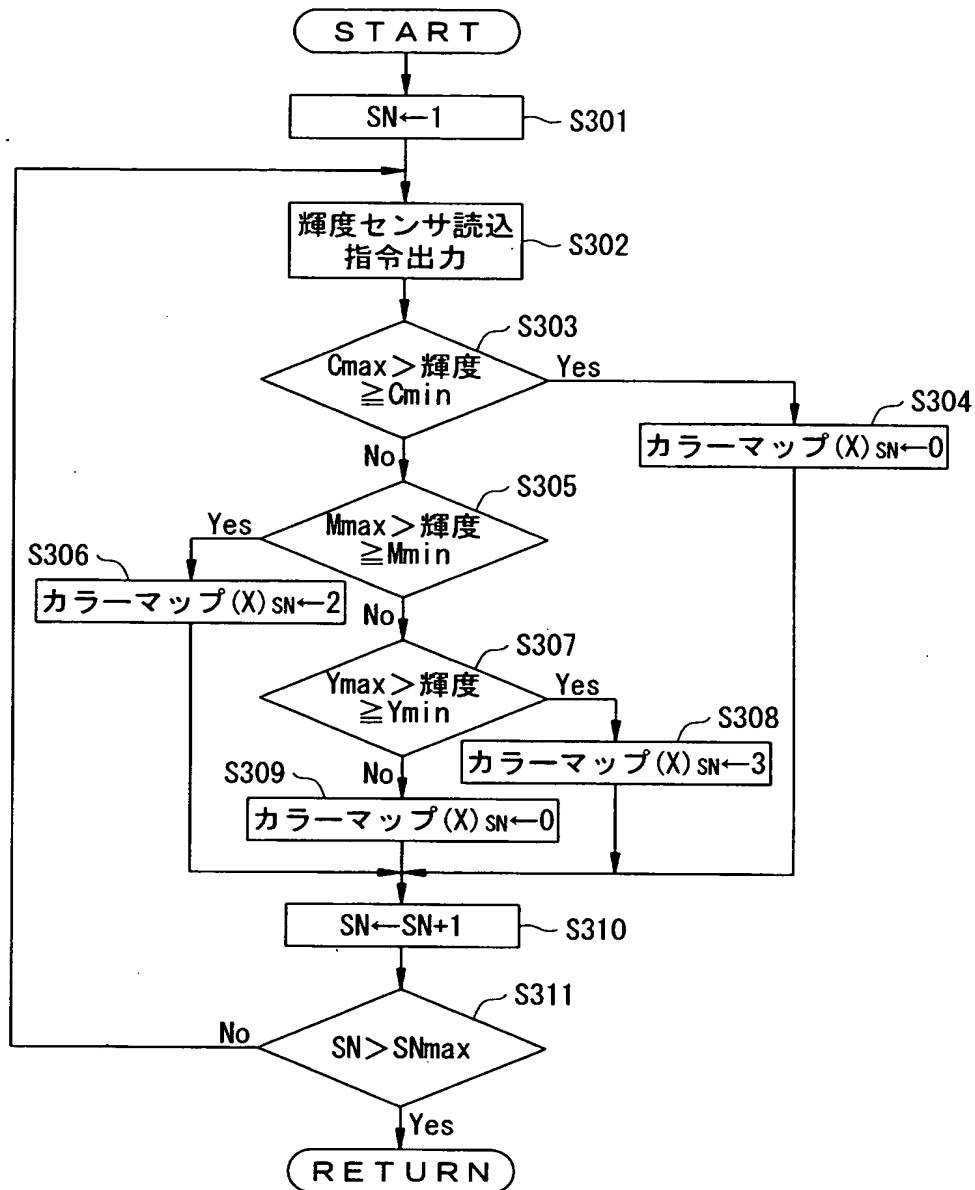 START
SN←1
S301
輝度センサ読込
指令出力
S302
S303
Cmax＞輝度
≧Cmin
Yes
No
S304
カラーマップ(X)SN←0
S305
Mmax＞輝度
≧Mmin
Yes
No
S306
カラーマップ(X)SN←2
S307
Ymax＞輝度
≧Ymin
Yes
No
S308
カラーマップ(X)SN←3
S309
カラーマップ(X)SN←0
SN←SN+1
S310
S311
SN＞SNmax
No
Yes
RETURN